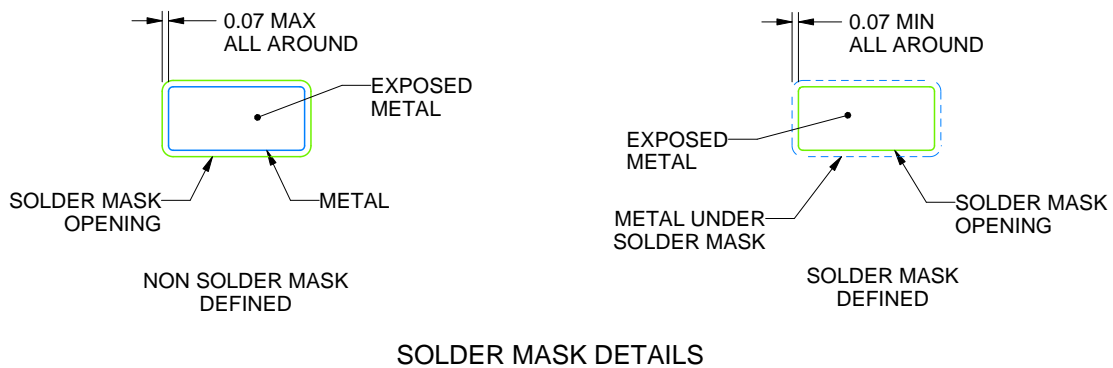 0.07 MAX
ALL AROUND
EXPOSED
METAL
SOLDER MASK
OPENING
METAL
NON SOLDER MASK
DEFINED
0.07 MIN
ALL AROUND
EXPOSED
METAL
METAL UNDER
SOLDER MASK
SOLDER MASK
OPENING
SOLDER MASK
DEFINED
SOLDER MASK DETAILS